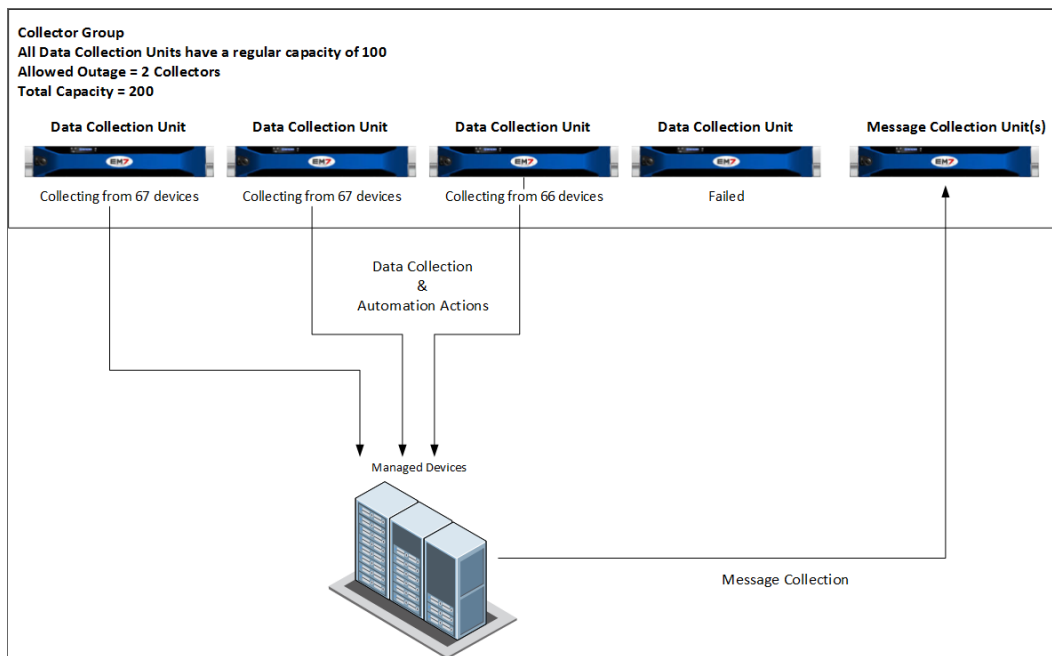 Collector Group
All Data Collection Units have a regular capacity of 100
Allowed Outage = 2 Collectors
Total Capacity = 200
Data Collection Unit
Data Collection Unit
Data Collection Unit
Data Collection Unit
Message Collection Unit(s)
EM7
EM7
EM7
EM7
EM7
Collecting from 67 devices
Collecting from 67 devices
Collecting from 66 devices
Failed
Data Collection
&
Automation Actions
Managed Devices
Message Collection